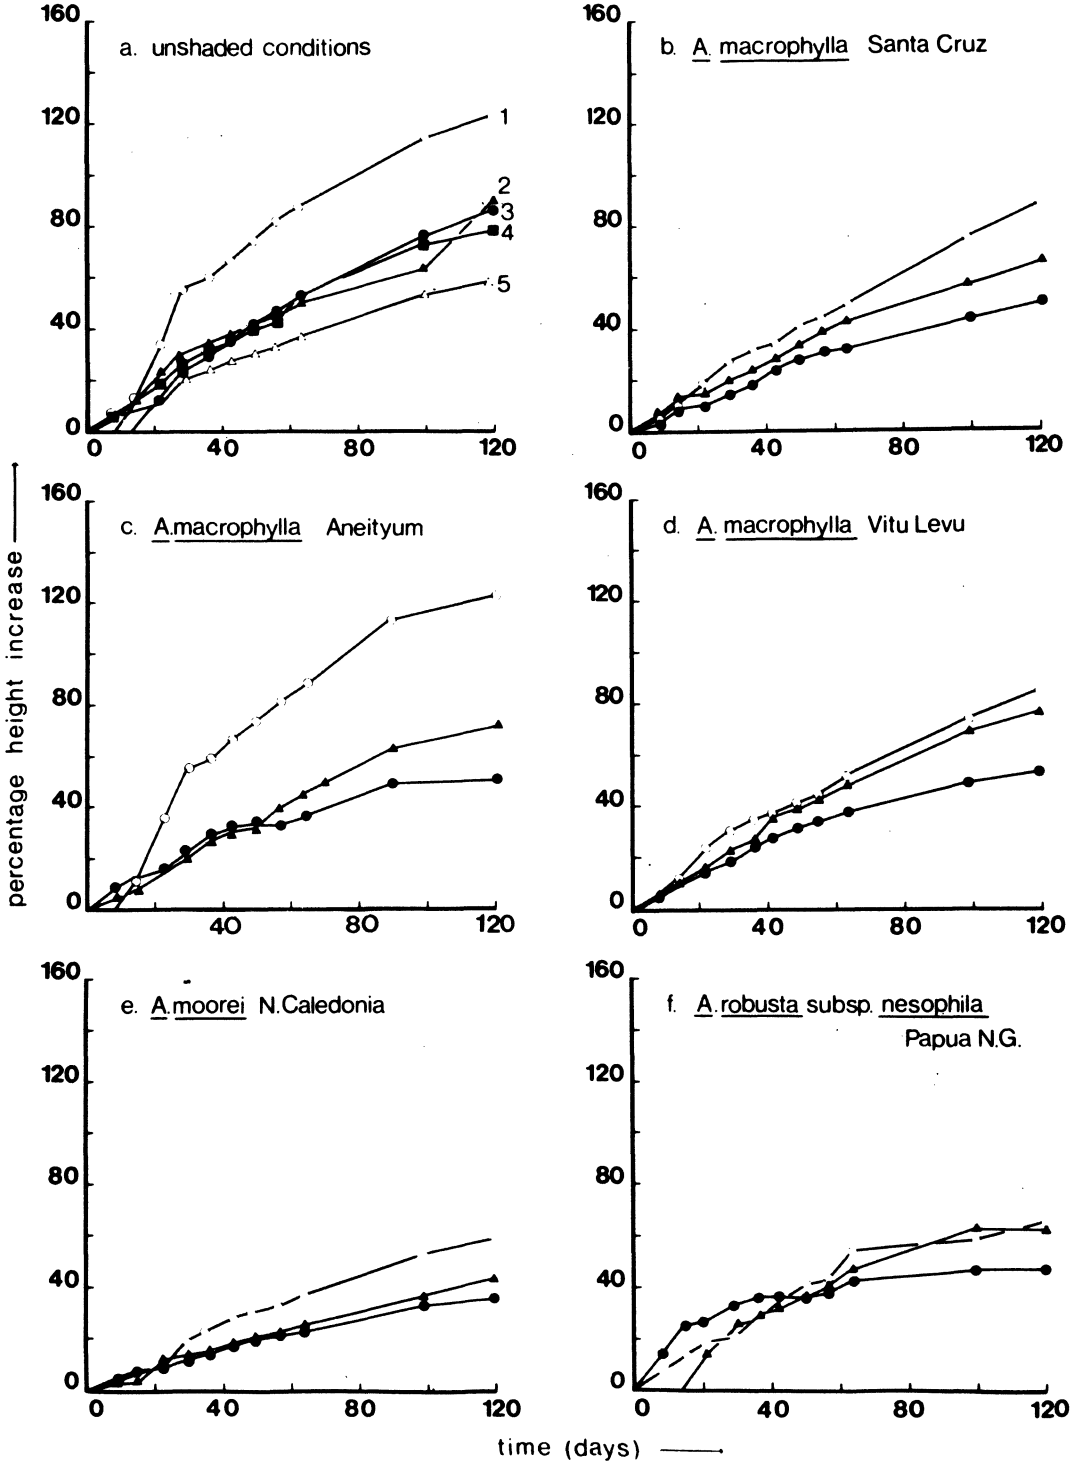 160
120
80
40
0
a. unshaded conditions
1
2
3
4
5
0 40 80 120
160
120
80
40
0
b. A. macrophylla Santa Cruz
0 40 80 120
160
120
80
40
0
c. A.macrophylla Aneityum
40 80 120
160
120
80
40
0
d. A. macrophylla Vitu Levu
0 40 80 120
160
120
80
40
0
e. A.moorei N.Caledonia
0 40 80 120
160
120
80
40
0
f. A.robusta subsp. nesophila
Papua N.G.
0 40 80 120
percentage height increase
time (days)